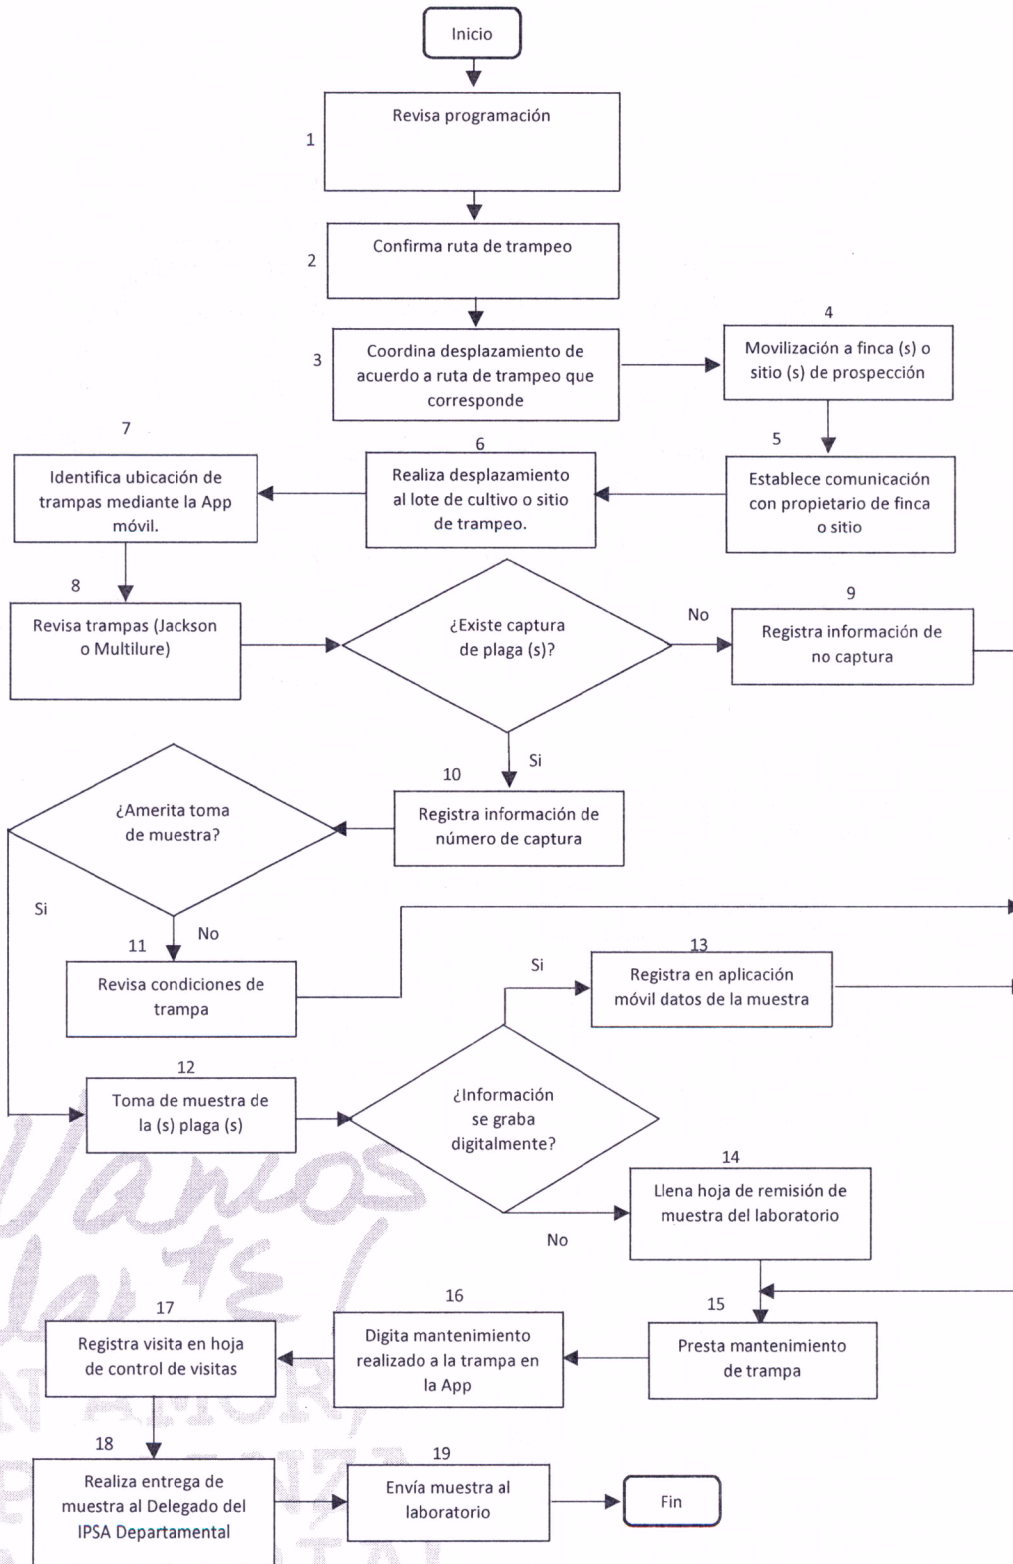 Inicio
1
Revisa programación
2
Confirma ruta de trampeo
3
Coordina desplazamiento de
acuerdo a ruta de trampeo que
corresponde
4
Movilización a finca (s) o
sitio (s) de prospección
5
Establece comunicación
con propietario de finca
o sitio
6
Realiza desplazamiento
al lote de cultivo o sitio
de trampeo.
7
Identifica ubicación de
trampas mediante la App
móvil.
8
Revisa trampas (Jackson
o Multilure)
¿Existe captura
de plaga (s)?
No
9
Registra información de
no captura
Si
10
Registra información de
número de captura
¿Amerita toma
de muestra?
Si
No
11
Revisa condiciones de
trampa
12
Toma de muestra de
la (s) plaga (s)
¿Información
se graba
digitalmente?
Si
13
Registra en aplicación
móvil datos de la muestra
No
14
Llena hoja de remisión de
muestra del laboratorio
15
Presta mantenimiento
de trampa
16
Digita mantenimiento
realizado a la trampa en
la App
17
Registra visita en hoja
de control de visitas
18
Realiza entrega de
muestra al Delegado del
IPSA Departamental
19
Envía muestra al
laboratorio
Fin
Vamos
AMOR,